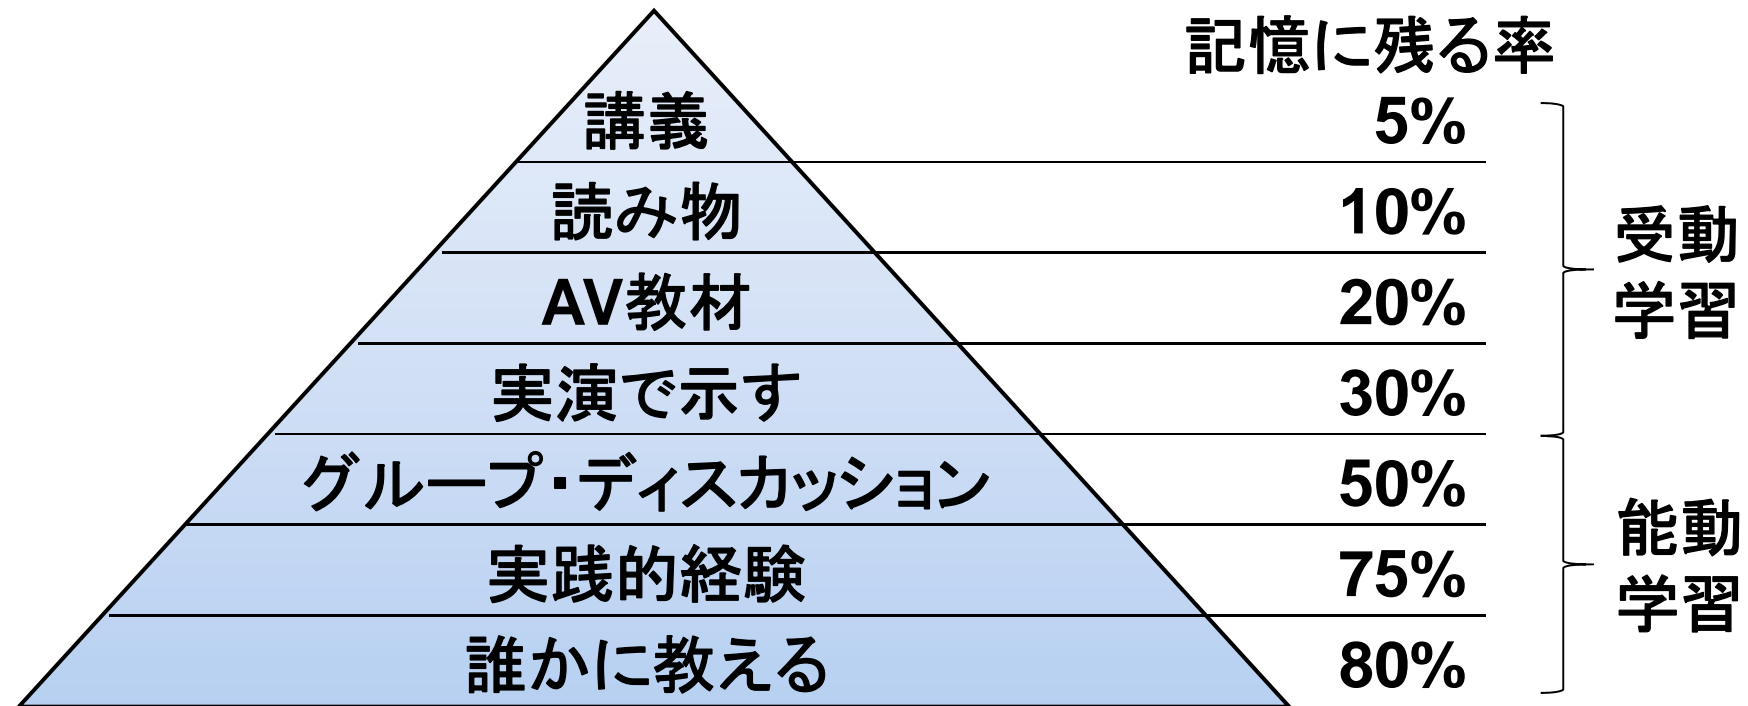 記憶に残る率
講義 5%
読み物 10%
AV教材 20%
実演で示す 30%
受動
学習
グループ・ディスカッション 50%
実践的経験 75%
誰かに教える 80%
能動
学習